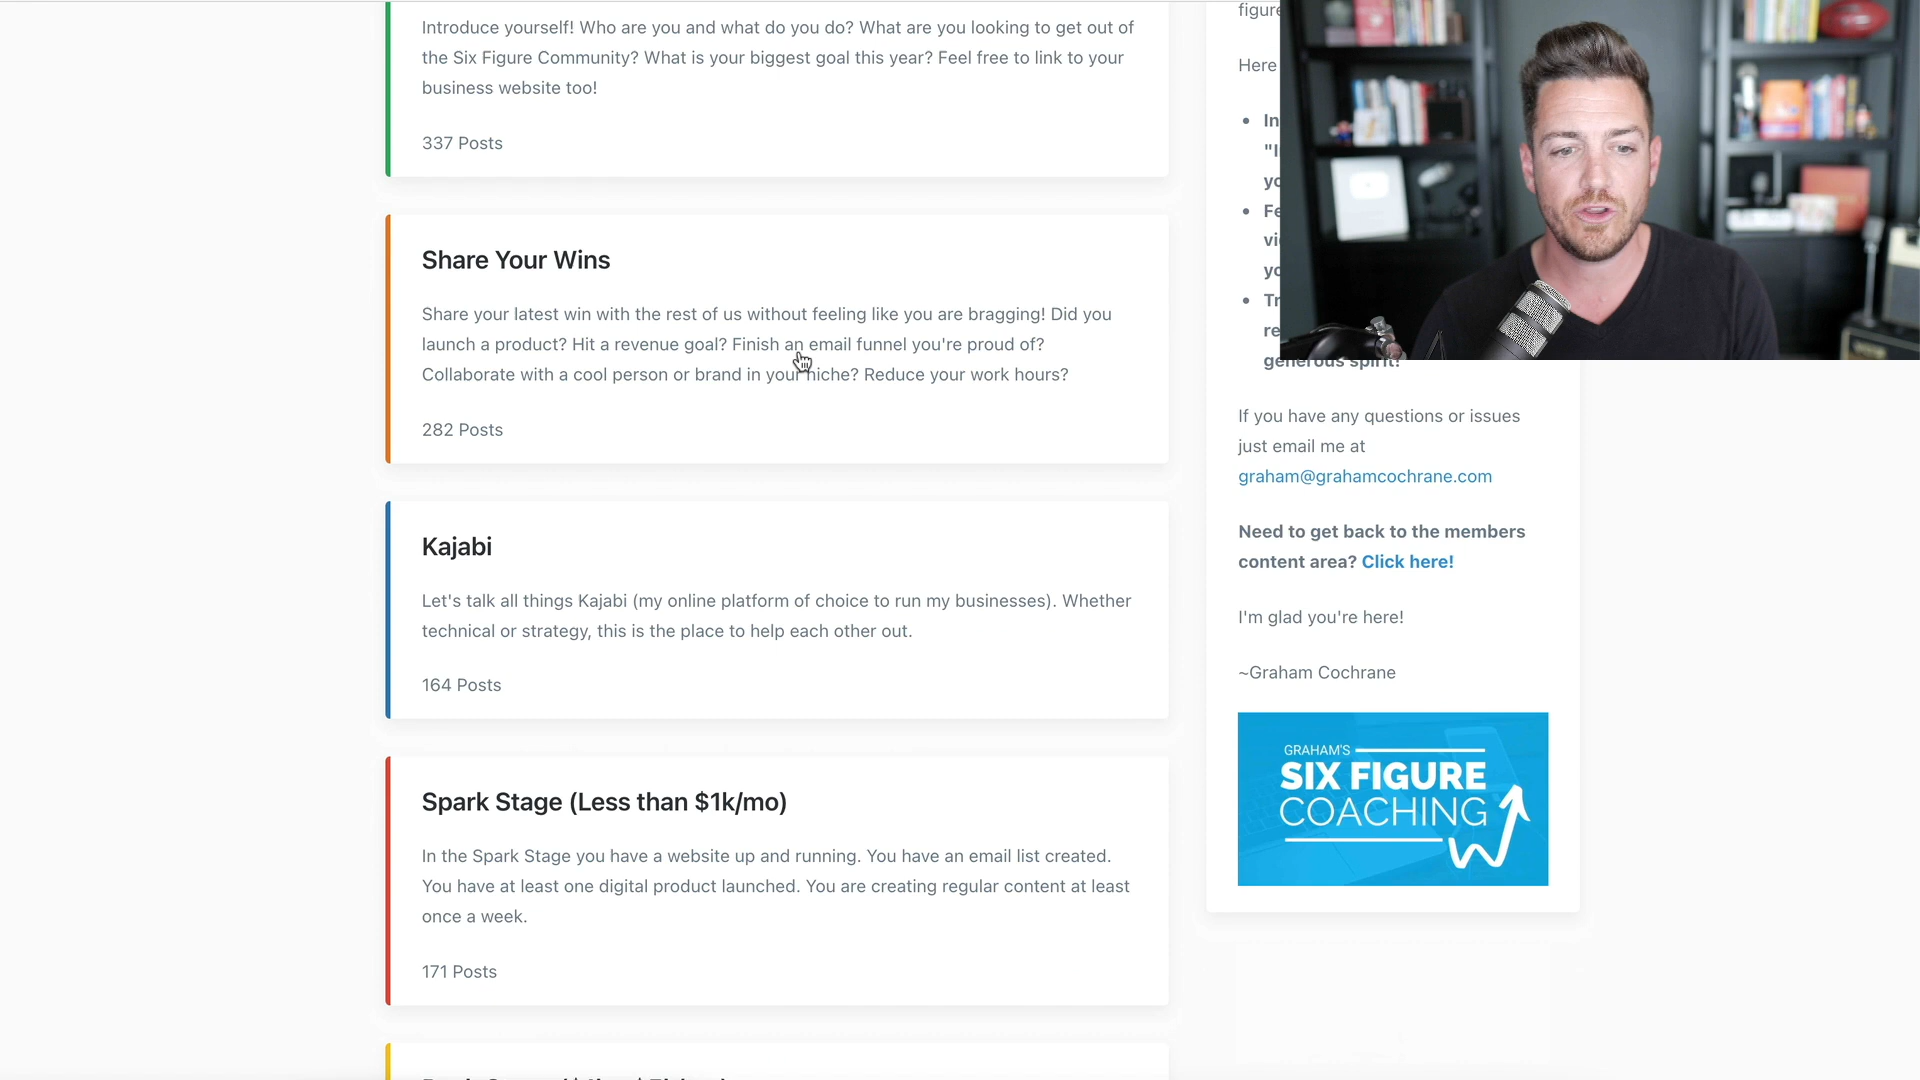 Introduce yourself! Who are you and what do you do? What are you looking to get out of
the Six Figure Community? What is your biggest goal this year? Feel free to link to your
business website too!
337 Posts
Share Your Wins
Share your latest win with the rest of us without feeling like you are bragging! Did you
launch a product? Hit a revenue goal? Finish an email funnel you're proud of?
Collaborate with a cool person or brand in your niche? Reduce your work hours?
282 Posts
Kajabi
Let's talk all things Kajabi (my online platform of choice to run my businesses). Whether
technical or strategy, this is the place to help each other out.
164 Posts
Spark Stage (Less than $1k/mo)
In the Spark Stage you have a website up and running. You have an email list created.
You have at least one digital product launched. You are creating regular content at least
once a week.
171 Posts
figure
Here
generous spirit!
If you have any questions or issues
just email me at
graham@grahamcochrane.com
Need to get back to the members
content area? Click here!
I'm glad you're here!
~Graham Cochrane
GRAHAM'S
SIX FIGURE
COACHING